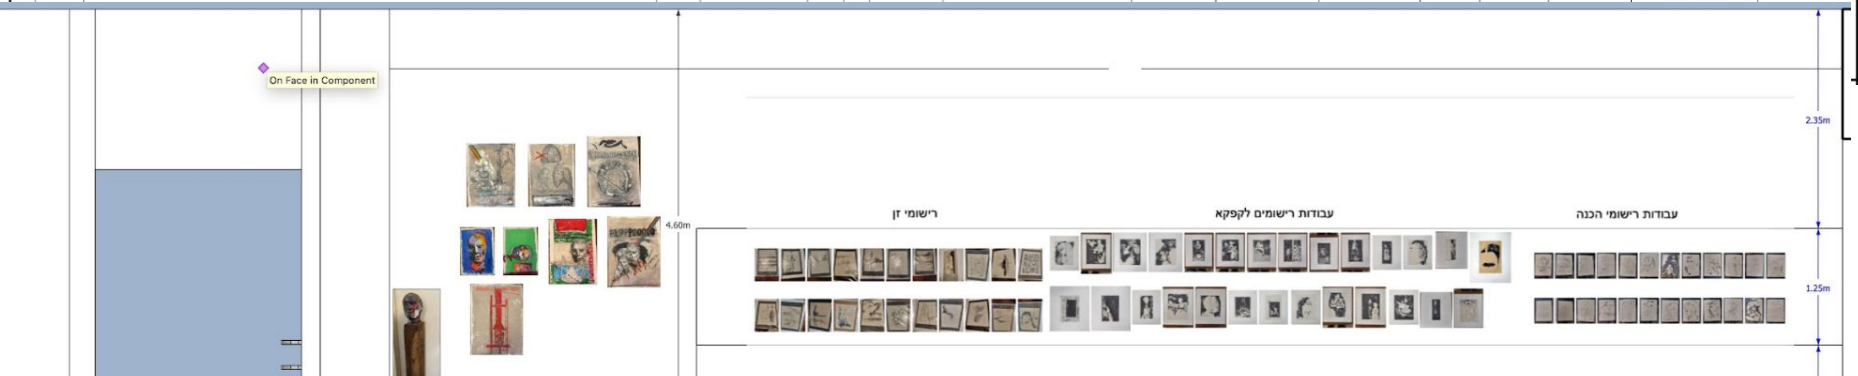 On Face in Component
2.35m
רישומי זן
עבודות רישומים לקפקא
עבודות רישומי הכנה
4.60m
1.25m